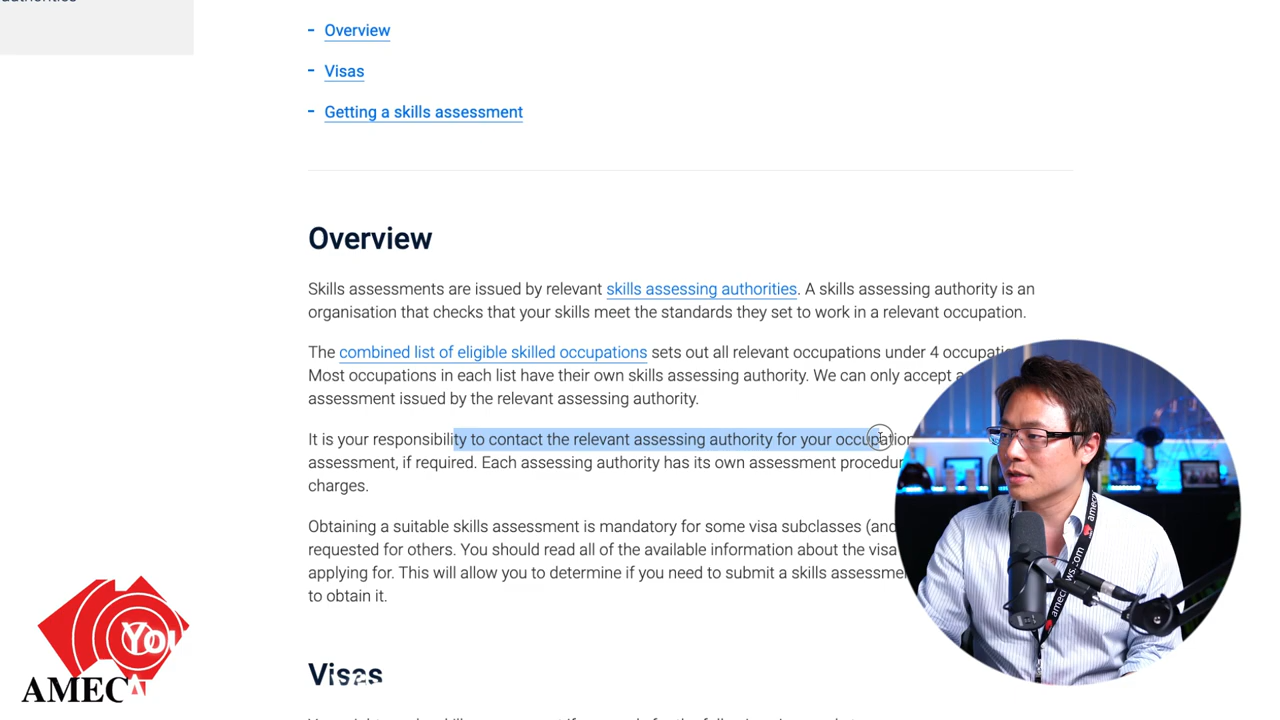 authorities
- Overview
- Visas
- Getting a skills assessment
Overview
Skills assessments are issued by relevant skills assessing authorities. A skills assessing authority is an
organisation that checks that your skills meet the standards they set to work in a relevant occupation.
The combined list of eligible skilled occupations sets out all relevant occupations under 4
Most occupations in each list have their own skills assessing authority. We can only accept
assessment issued by the relevant assessing authority.
It is your responsibility to contact the relevant assessing authority for your
assessment, if required. Each assessing authority has its own assessment
charges.
Obtaining a suitable skills assessment is mandatory for some visa subclasses (and
requested for others. You should read all of the available information about the visa
applying for. This will allow you to determine if you need to submit a skills
to obtain it.
Visas
You
AMEC